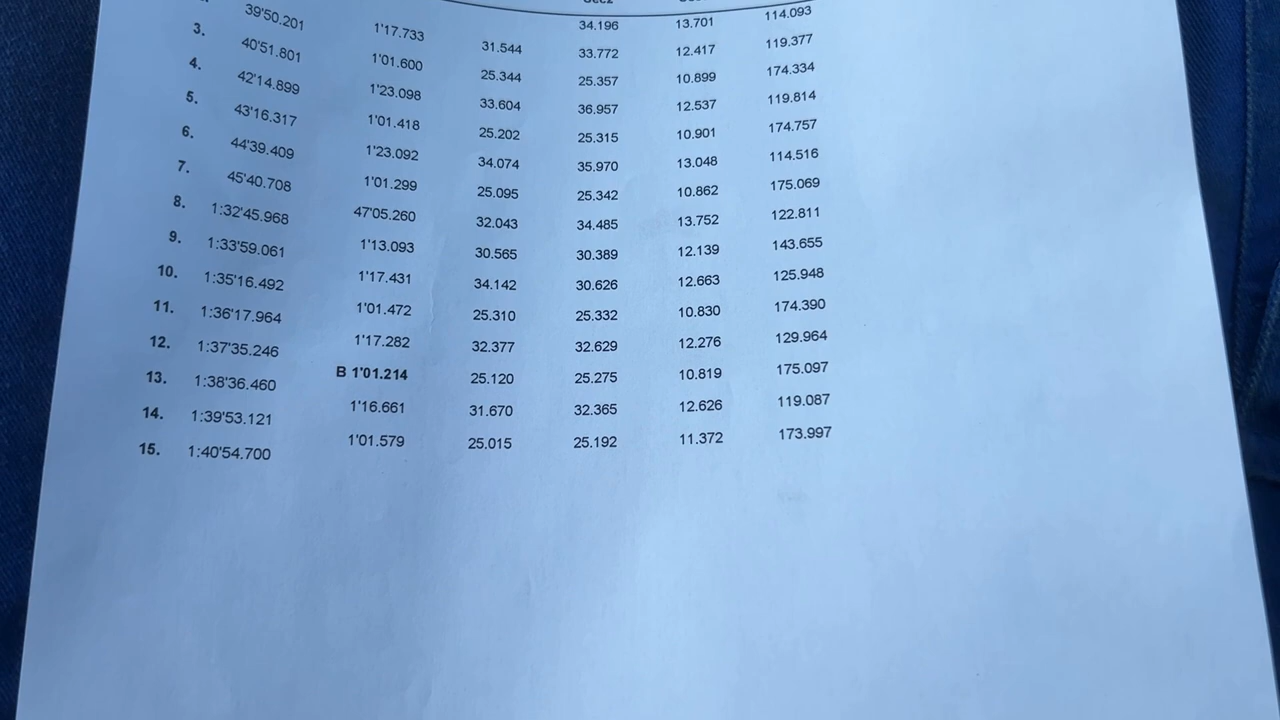 34.196 13.701 114.093
39'50.201 1'17.733 31.544 33.772 12.417 119.377
3. 40'51.801 1'01.600 25.344 25.357 10.899 174.334
4. 42'14.899 1'23.098 33.604 36.957 12.537 119.814
5. 43'16.317 1'01.418 25.202 25.315 10.901 174.757
6. 44'39.409 1'23.092 34.074 35.970 13.048 114.516
7. 45'40.708 1'01.299 25.095 25.342 10.862 175.069
8. 1:32'45.968 47'05.260 32.043 34.485 13.752 122.811
9. 1:33'59.061 1'13.093 30.565 30.389 12.139 143.655
10. 1:35'16.492 1'17.431 34.142 30.626 12.663 125.948
11. 1:36'17.964 1'01.472 25.310 25.332 10.830 174.390
12. 1:37'35.246 1'17.282 32.377 32.629 12.276 129.964
13. 1:38'36.460 B 1'01.214 25.120 25.275 10.819 175.097
14. 1:39'53.121 1'16.661 31.670 32.365 12.626 119.087
15. 1:40'54.700 1'01.579 25.015 25.192 11.372 173.997